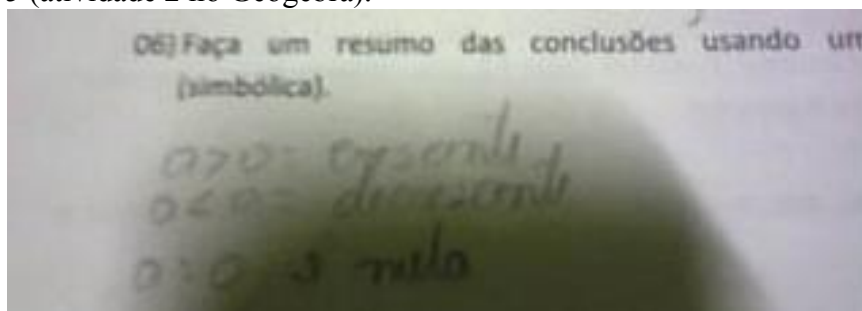 3 (atividade 2 no Geogebra).
06) Faça um resumo das conclusões usando um
(simbólica).
a>0 - crescente
a<0 - decrescente
a=0 é nulo